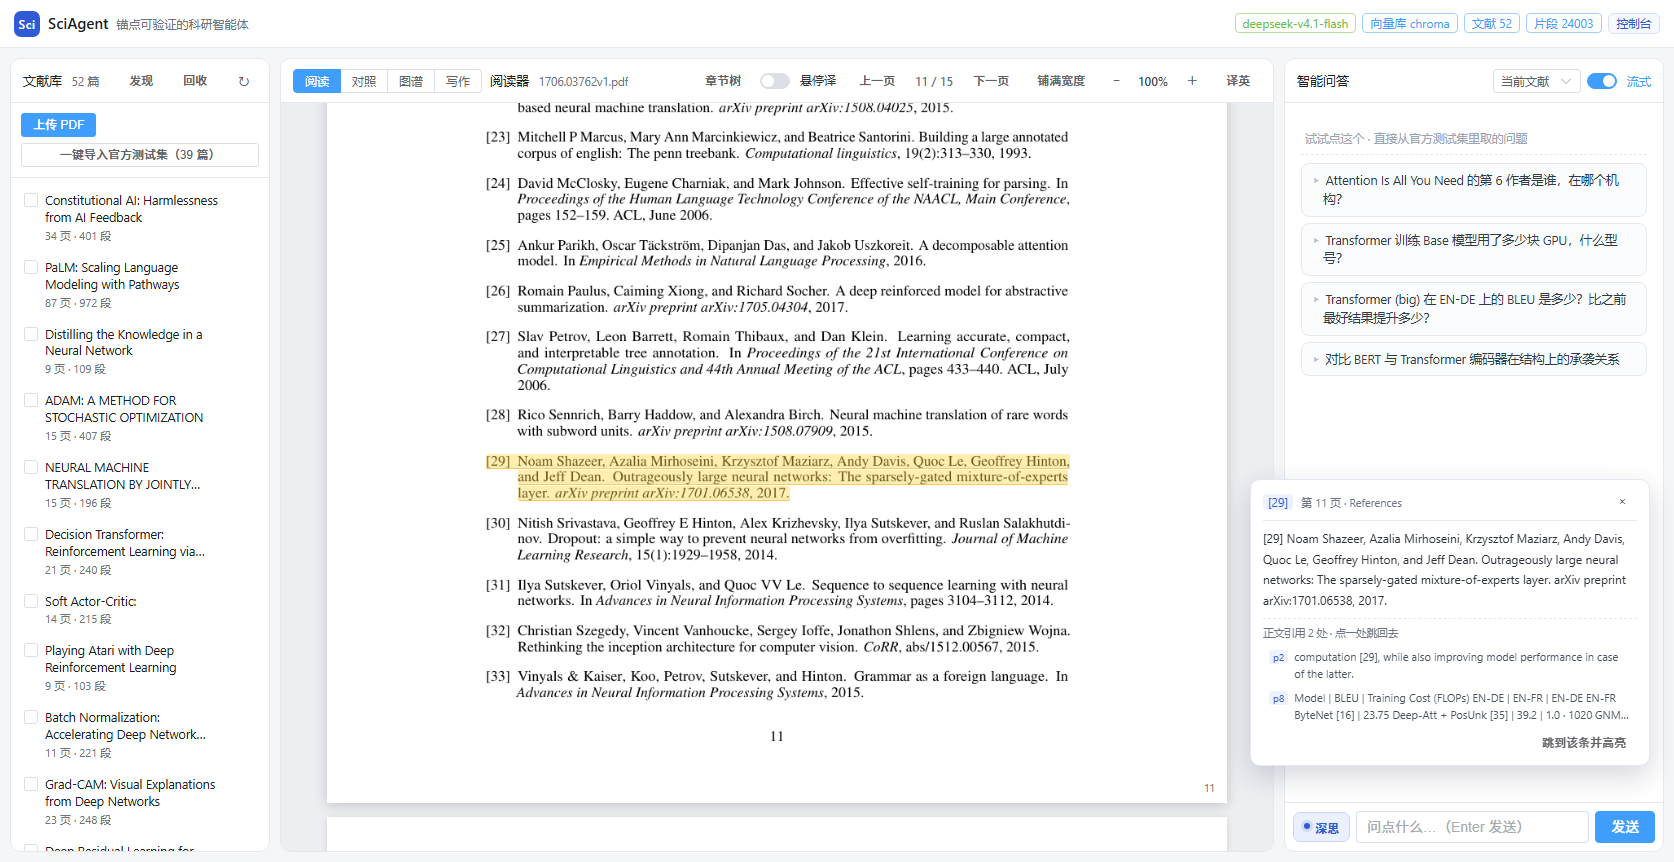 Sci SciAgent 锚点可验证的科研智能体
deepseek-v4.1-flash 向量库 chroma 文献 52 片段 24003 控制台
文献库 52 篇 发现 回收 ↻
上传 PDF
一键导入官方测试集（39 篇）
Constitutional AI: Harmlessness
from AI Feedback
34 页 · 401 段
PaLM: Scaling Language
Modeling with Pathways
87 页 · 972 段
Distilling the Knowledge in a
Neural Network
9 页 · 109 段
ADAM: A METHOD FOR
STOCHASTIC OPTIMIZATION
15 页 · 407 段
NEURAL MACHINE
TRANSLATION BY JOINTLY...
15 页 · 196 段
Decision Transformer:
Reinforcement Learning via...
21 页 · 240 段
Soft Actor-Critic:
14 页 · 215 段
Playing Atari with Deep
Reinforcement Learning
9 页 · 103 段
Batch Normalization:
Accelerating Deep Network...
11 页 · 221 段
Grad-CAM: Visual Explanations
from Deep Networks
23 页 · 248 段
Deep Residual Learning for
阅读 对照 图谱 写作 阅读器 1706.03762v1.pdf 章节树 悬停译 上一页 11 / 15 下一页 铺满宽度 − 100% + 译英
based neural machine translation. arXiv preprint arXiv:1508.04025, 2015.
[23] Mitchell P Marcus, Mary Ann Marcinkiewicz, and Beatrice Santorini. Building a large annotated
corpus of english: The penn treebank. Computational linguistics, 19(2):313–330, 1993.
[24] David McClosky, Eugene Charniak, and Mark Johnson. Effective self-training for parsing. In
Proceedings of the Human Language Technology Conference of the NAACL, Main Conference,
pages 152–159. ACL, June 2006.
[25] Ankur Parikh, Oscar Täckström, Dipanjan Das, and Jakob Uszkoreit. A decomposable attention
model. In Empirical Methods in Natural Language Processing, 2016.
[26] Romain Paulus, Caiming Xiong, and Richard Socher. A deep reinforced model for abstractive
summarization. arXiv preprint arXiv:1705.04304, 2017.
[27] Slav Petrov, Leon Barrett, Romain Thibaux, and Dan Klein. Learning accurate, compact,
and interpretable tree annotation. In Proceedings of the 21st International Conference on
Computational Linguistics and 44th Annual Meeting of the ACL, pages 433–440. ACL, July
2006.
[28] Rico Sennrich, Barry Haddow, and Alexandra Birch. Neural machine translation of rare words
with subword units. arXiv preprint arXiv:1508.07909, 2015.
[29] Noam Shazeer, Azalia Mirhoseini, Krzysztof Maziarz, Andy Davis, Quoc Le, Geoffrey Hinton,
and Jeff Dean. Outrageously large neural networks: The sparsely-gated mixture-of-experts
layer. arXiv preprint arXiv:1701.06538, 2017.
[30] Nitish Srivastava, Geoffrey E Hinton, Alex Krizhevsky, Ilya Sutskever, and Ruslan Salakhutdi-
nov. Dropout: a simple way to prevent neural networks from overfitting. Journal of Machine
Learning Research, 15(1):1929–1958, 2014.
[31] Ilya Sutskever, Oriol Vinyals, and Quoc VV Le. Sequence to sequence learning with neural
networks. In Advances in Neural Information Processing Systems, pages 3104–3112, 2014.
[32] Christian Szegedy, Vincent Vanhoucke, Sergey Ioffe, Jonathon Shlens, and Zbigniew Wojna.
Rethinking the inception architecture for computer vision. CoRR, abs/1512.00567, 2015.
[33] Vinyals & Kaiser, Koo, Petrov, Sutskever, and Hinton. Grammar as a foreign language. In
Advances in Neural Information Processing Systems, 2015.
11
11
智能问答 当前文献 流式
试试点这个 · 直接从官方测试集里取的问题
Attention Is All You Need 的第 6 作者是谁，在哪个机
构？
Transformer 训练 Base 模型用了多少块 GPU，什么型
号？
Transformer (big) 在 EN-DE 上的 BLEU 是多少？比之前
最好结果提升多少？
对比 BERT 与 Transformer 编码器在结构上的承袭关系
[29] 第 11 页 · References ×
[29] Noam Shazeer, Azalia Mirhoseini, Krzysztof Maziarz, Andy Davis,
Quoc Le, Geoffrey Hinton, and Jeff Dean. Outrageously large neural
networks: The sparsely-gated mixture-of-experts layer. arXiv preprint
arXiv:1701.06538, 2017.
正文引用 2 处 · 点一处跳回去
p2 computation [29], while also improving model performance in case
of the latter.
p8 Model | BLEU | Training Cost (FLOPs) EN-DE | EN-FR | EN-DE EN-FR
ByteNet [16] | 23.75 Deep-Att + PosUnk [35] | 39.2 | 1.0 · 1020 GNM...
跳到该条并高亮
深思 问点什么...（Enter 发送） 发送